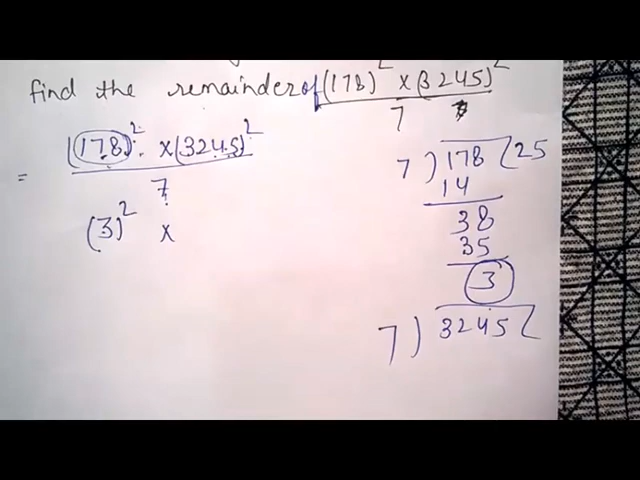 find the remainder of (178)² × (3245)²
7
= (178)² × (3245)²
7
(3)² ×
7 ) 178 ( 25
14
38
35
3
7 ) 3245 (